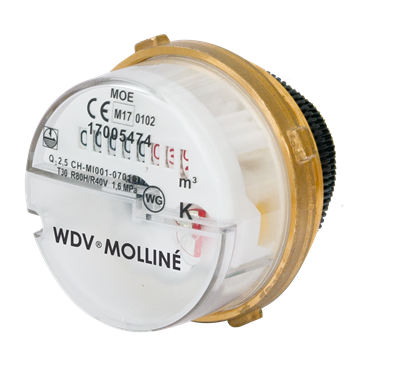 MOE
CE M17 0102
17005474
m³
Q₃ 2,5 CH-MI001-07015
T30 R80H/R40V 1,6 MPa
WG
K
WDV® MOLLINÉ